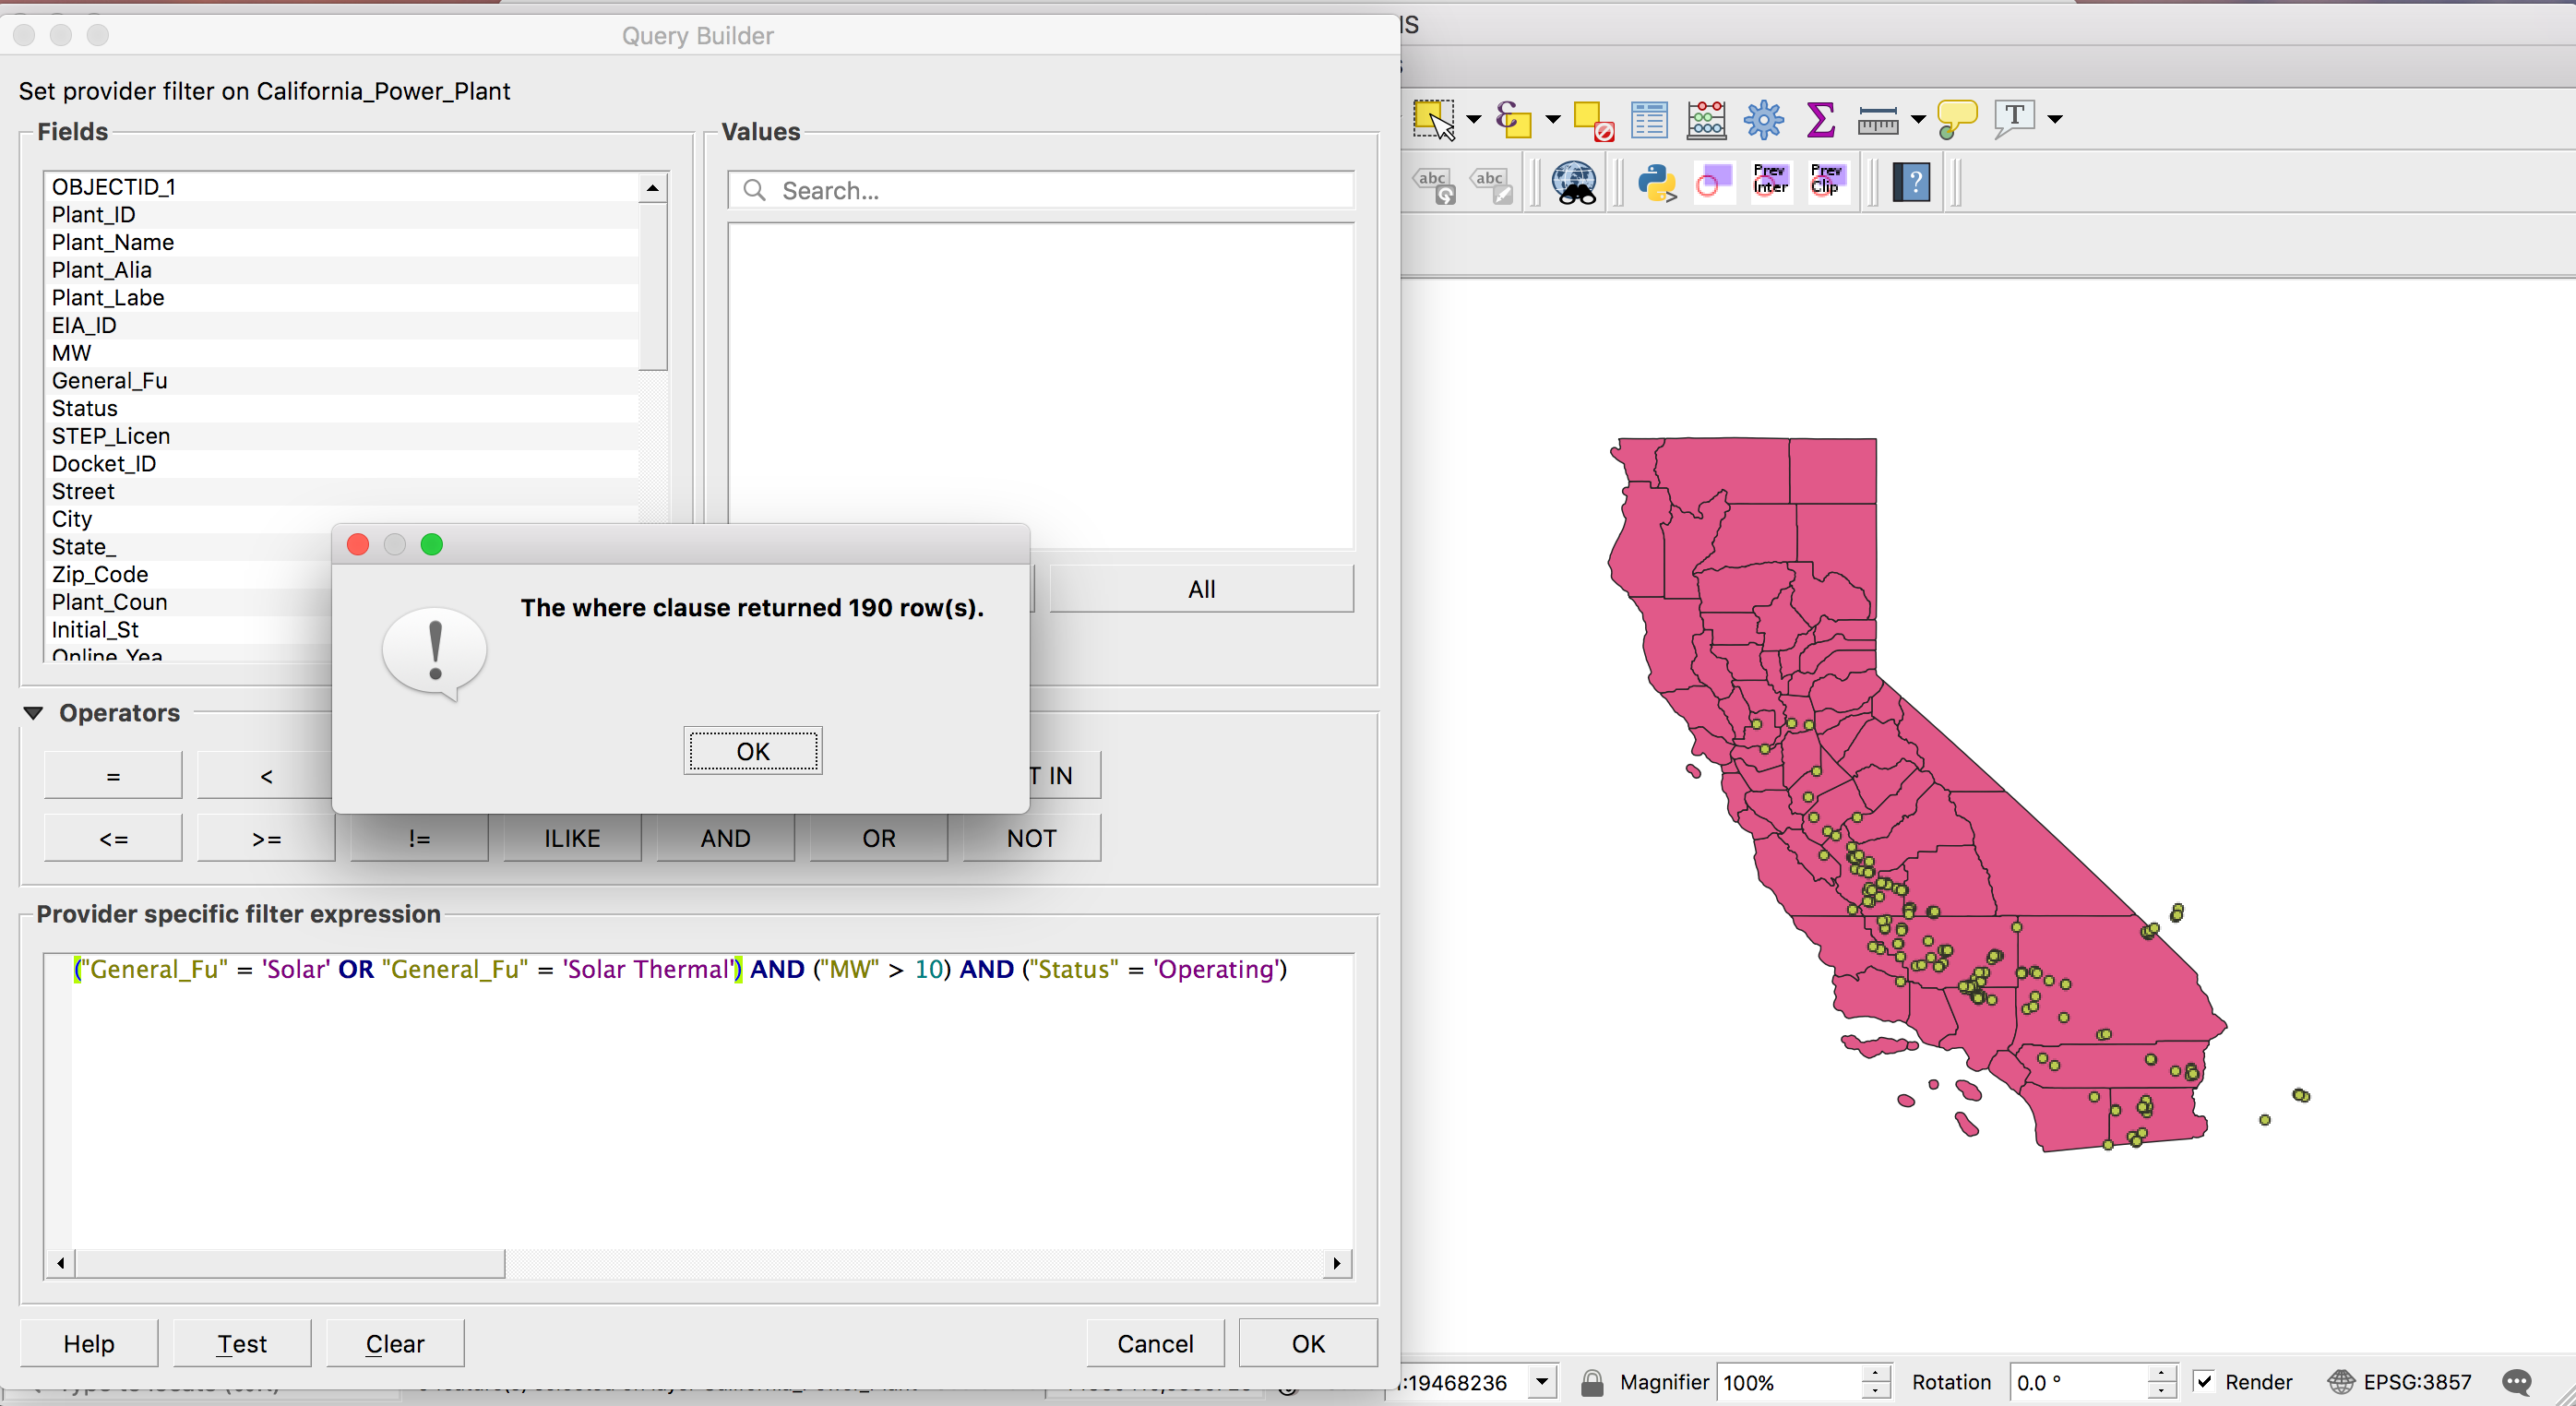 Query Builder
IS
Set provider filter on California_Power_Plant
Fields
Values
OBJECTID_1
Plant_ID
Plant_Name
Plant_Alia
Plant_Labe
EIA_ID
MW
General_Fu
Status
STEP_Licen
Docket_ID
Street
City
State_
Zip_Code
Plant_Coun
Initial_St
Online_Yea
Search...
All
The where clause returned 190 row(s).
OK
Operators
= < T IN
<= >= != ILIKE AND OR NOT
Provider specific filter expression
("General_Fu" = 'Solar' OR "General_Fu" = 'Solar Thermal') AND ("MW" > 10) AND ("Status" = 'Operating')
Help Test Clear Cancel OK
abc abc Prev Inter Prev Clip ?
T
:19468236 Magnifier 100% Rotation 0.0 ° Render EPSG:3857